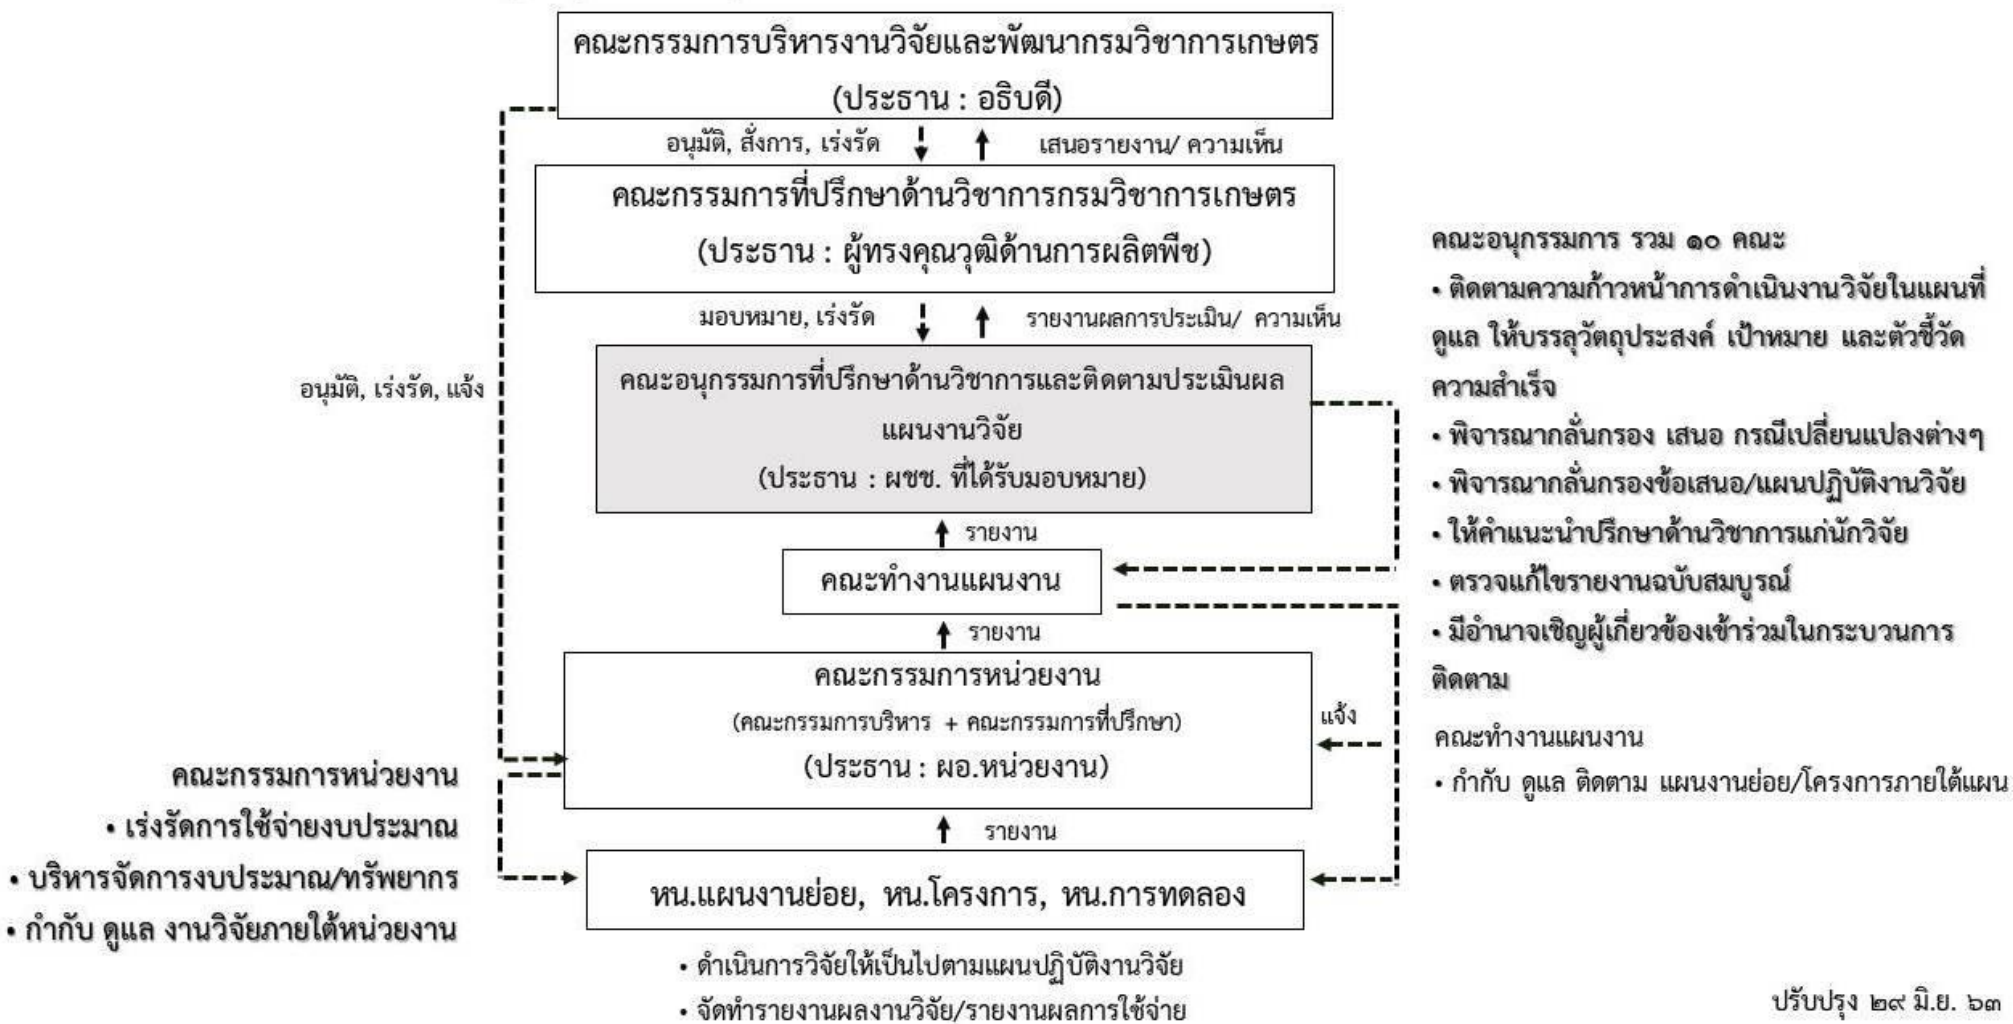 คณะกรรมการบริหารงานวิจัยและพัฒนากรมวิชาการเกษตร
(ประธาน : อธิบดี)
อนุมัติ, สั่งการ, เร่งรัด
เสนอรายงาน/ ความเห็น
คณะกรรมการที่ปรึกษาด้านวิชาการกรมวิชาการเกษตร
(ประธาน : ผู้ทรงคุณวุฒิด้านการผลิตพืช)
มอบหมาย, เร่งรัด
รายงานผลการประเมิน/ ความเห็น
อนุมัติ, เร่งรัด, แจ้ง
คณะอนุกรรมการที่ปรึกษาด้านวิชาการและติดตามประเมินผล
แผนงานวิจัย
(ประธาน : ผชช. ที่ได้รับมอบหมาย)
รายงาน
คณะทำงานแผนงาน
รายงาน
คณะกรรมการหน่วยงาน
(คณะกรรมการบริหาร + คณะกรรมการที่ปรึกษา)
(ประธาน : ผอ.หน่วยงาน)
แจ้ง
รายงาน
หน.แผนงานย่อย, หน.โครงการ, หน.การทดลอง
• ดำเนินการวิจัยให้เป็นไปตามแผนปฏิบัติงานวิจัย
• จัดทำรายงานผลงานวิจัย/รายงานผลการใช้จ่าย
คณะกรรมการหน่วยงาน
• เร่งรัดการใช้จ่ายงบประมาณ
• บริหารจัดการงบประมาณ/ทรัพยากร
• กำกับ ดูแล งานวิจัยภายใต้หน่วยงาน
คณะอนุกรรมการ รวม ๑๐ คณะ
• ติดตามความก้าวหน้าการดำเนินงานวิจัยในแผนที่
ดูแล ให้บรรลุวัตถุประสงค์ เป้าหมาย และตัวชี้วัด
ความสำเร็จ
• พิจารณากลั่นกรอง เสนอ กรณีเปลี่ยนแปลงต่างๆ
• พิจารณากลั่นกรองข้อเสนอ/แผนปฏิบัติงานวิจัย
• ให้คำแนะนำปรึกษาด้านวิชาการแก่นักวิจัย
• ตรวจแก้ไขรายงานฉบับสมบูรณ์
• มีอำนาจเชิญผู้เกี่ยวข้องเข้าร่วมในกระบวนการ
ติดตาม
คณะทำงานแผนงาน
• กำกับ ดูแล ติดตาม แผนงานย่อย/โครงการภายใต้แผน
ปรับปรุง ๒๙ มิ.ย. ๖๓